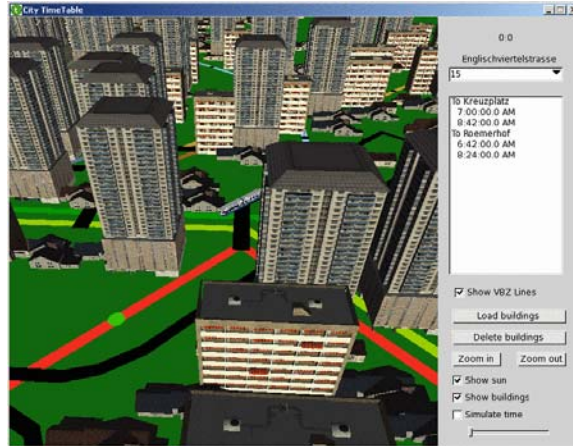 City TimeTable
0 0
Englischviertelstrasse
15
To Kreuzplatz
7:00:00.0 AM
8:42:00.0 AM
To Roemerhof
6:42:00.0 AM
8:24:00.0 AM
Show VBZ Lines
Load buildings
Delete buildings
Zoom in
Zoom out
Show sun
Show buildings
Simulate time